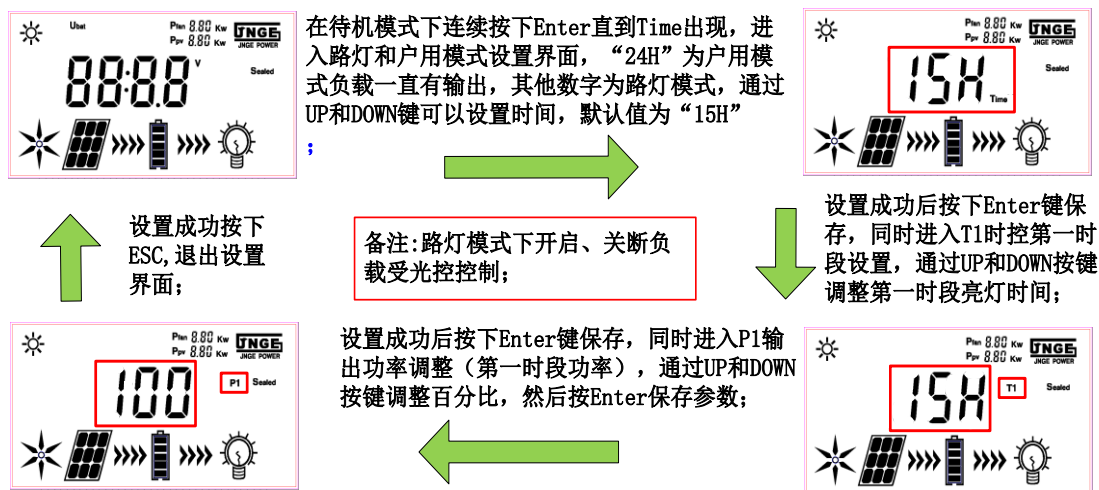 Ubat
Pfan 8.80 Kw
Ppv 8.80 Kw
JNGE
JNGE POWER
88:8.8 V
Sealed
在待机模式下连续按下Enter直到Time出现，进
入路灯和户用模式设置界面，“24H”为户用模
式负载一直有输出，其他数字为路灯模式，通过
UP和DOWN键可以设置时间，默认值为“15H”
；
8.80 Kw
Ppv 8.80 Kw
JNGE
JNGE POWER
15H
Time
Sealed
设置成功按下
ESC,退出设置
界面；
备注:路灯模式下开启、关断负
载受光控控制；
设置成功后按下Enter键保
存，同时进入T1时控第一时
段设置，通过UP和DOWN按键
调整第一时段亮灯时间；
8.80 Kw
Ppv 8.80 Kw
JNGE
JNGE POWER
100
P1
Sealed
设置成功后按下Enter键保存，同时进入P1输
出功率调整（第一时段功率），通过UP和DOWN
按键调整百分比，然后按Enter保存参数；
8.80 Kw
Ppv 8.80 Kw
JNGE
JNGE POWER
15H
T1
Sealed